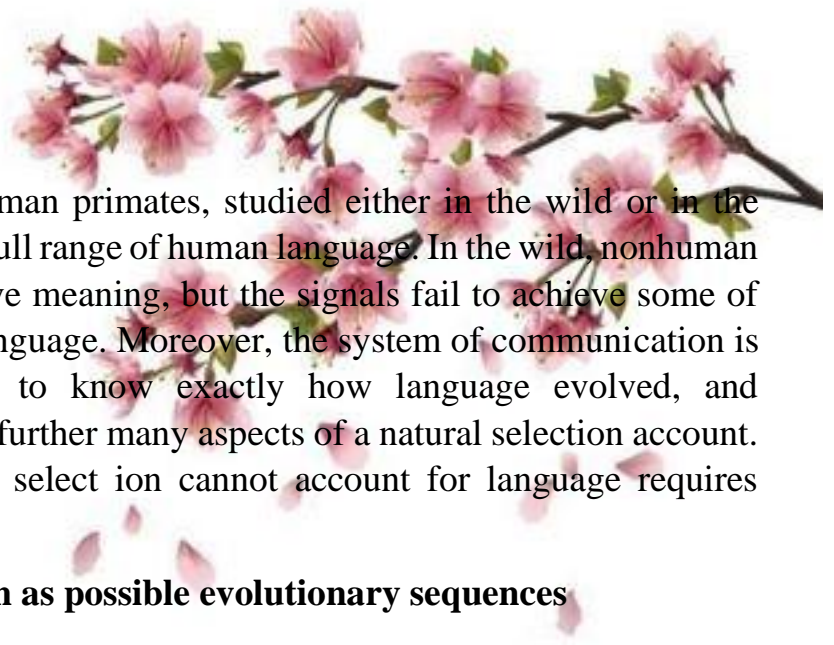 man primates, studied either in the wild or in the
ull range of human language. In the wild, nonhuman
ve meaning, but the signals fail to achieve some of
nguage. Moreover, the system of communication is
to know exactly how language evolved, and
further many aspects of a natural selection account.
select ion cannot account for language requires
n as possible evolutionary sequences